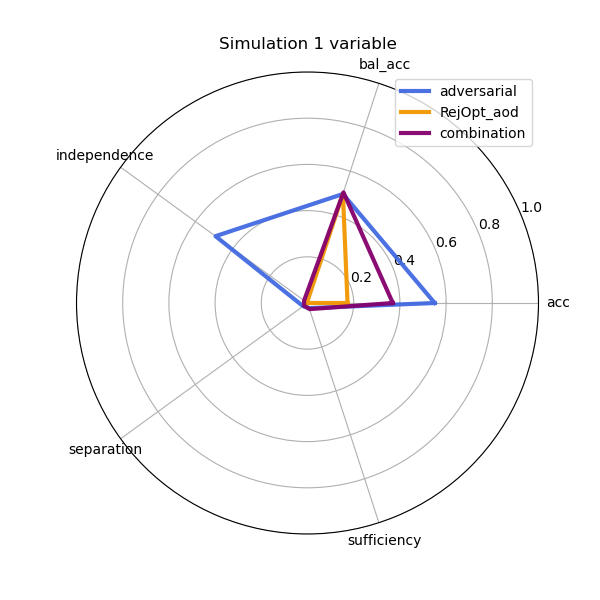 Simulation 1 variable
bal_acc
adversarial
RejOpt_aod
combination
independence
1.0
0.8
0.6
0.4
0.2
acc
separation
sufficiency